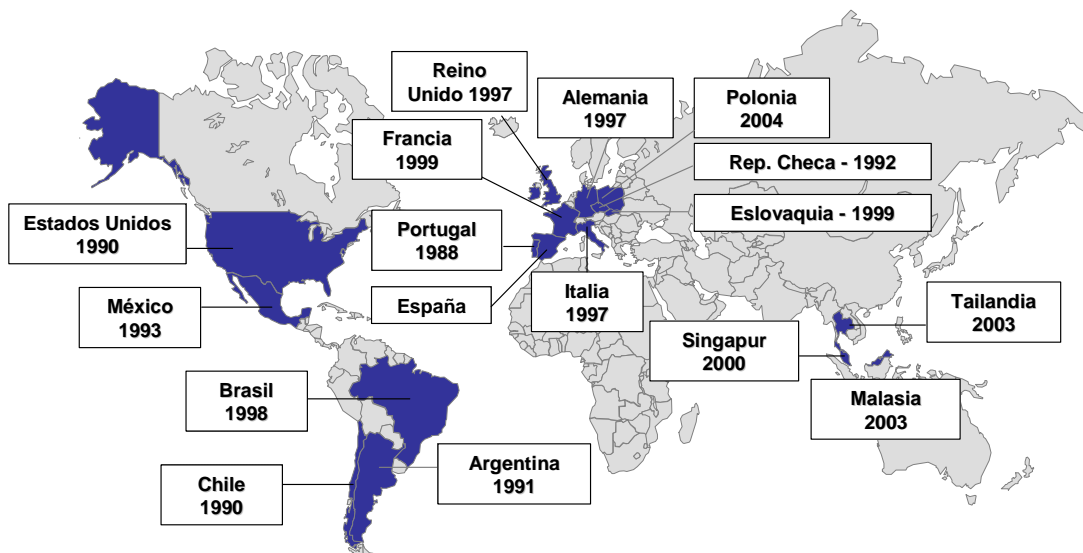 Reino
Unido 1997
Alemania
1997
Polonia
2004
Francia
1999
Rep. Checa - 1992
Estados Unidos
1990
Portugal
1988
Eslovaquia - 1999
México
1993
España
Italia
1997
Tailandia
2003
Singapur
2000
Brasil
1998
Malasia
2003
Argentina
1991
Chile
1990